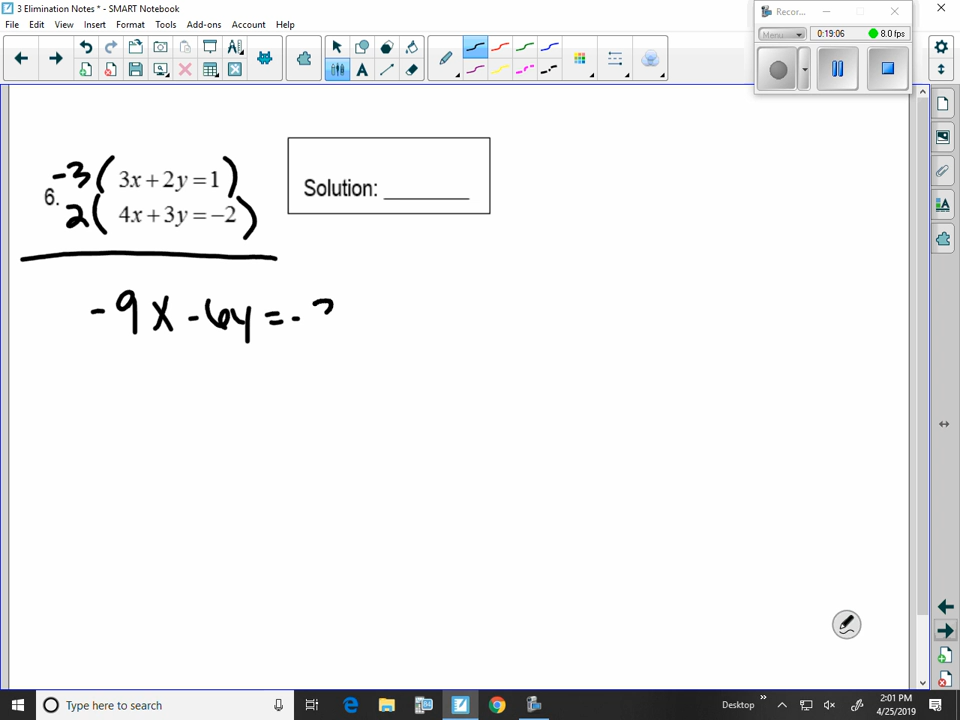 3 Elimination Notes * - SMART Notebook
File Edit View Insert Format Tools Add-ons Account Help
Recor...
Menu 0:19:06 8.0 fps
-3( 3x + 2y = 1 )
6.
2( 4x + 3y = -2 )
Solution: ________
-9x - 6y = -
Type here to search
Desktop
2:01 PM
4/25/2019